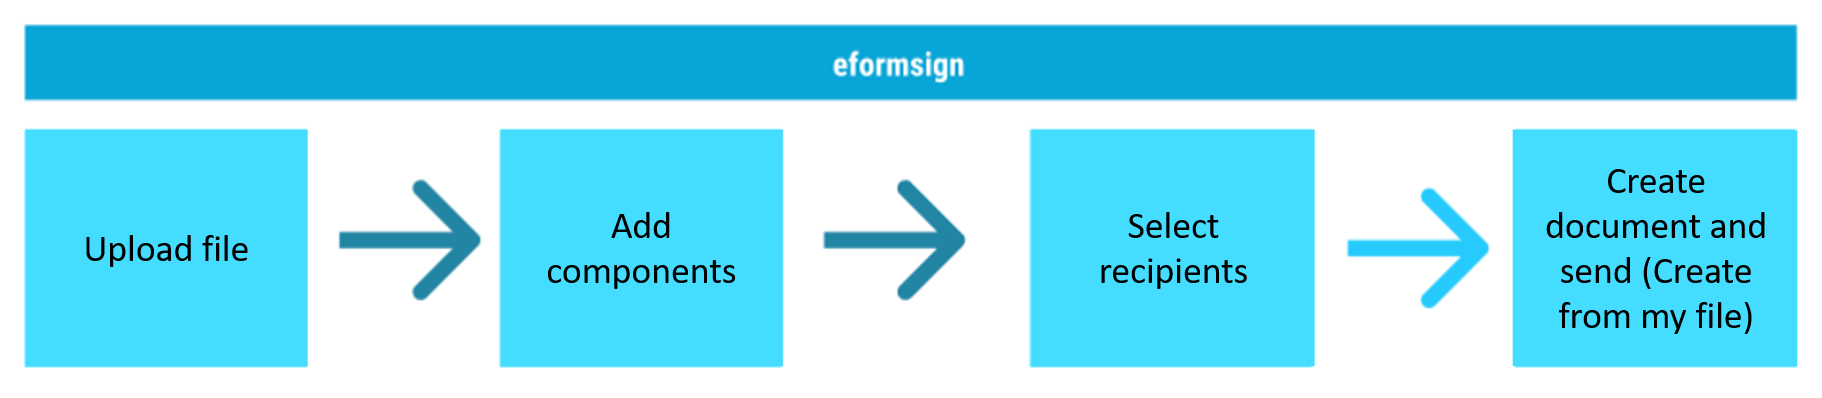 eformsign
Upload file
Add
components
Select
recipients
Create
document and
send (Create
from my file)